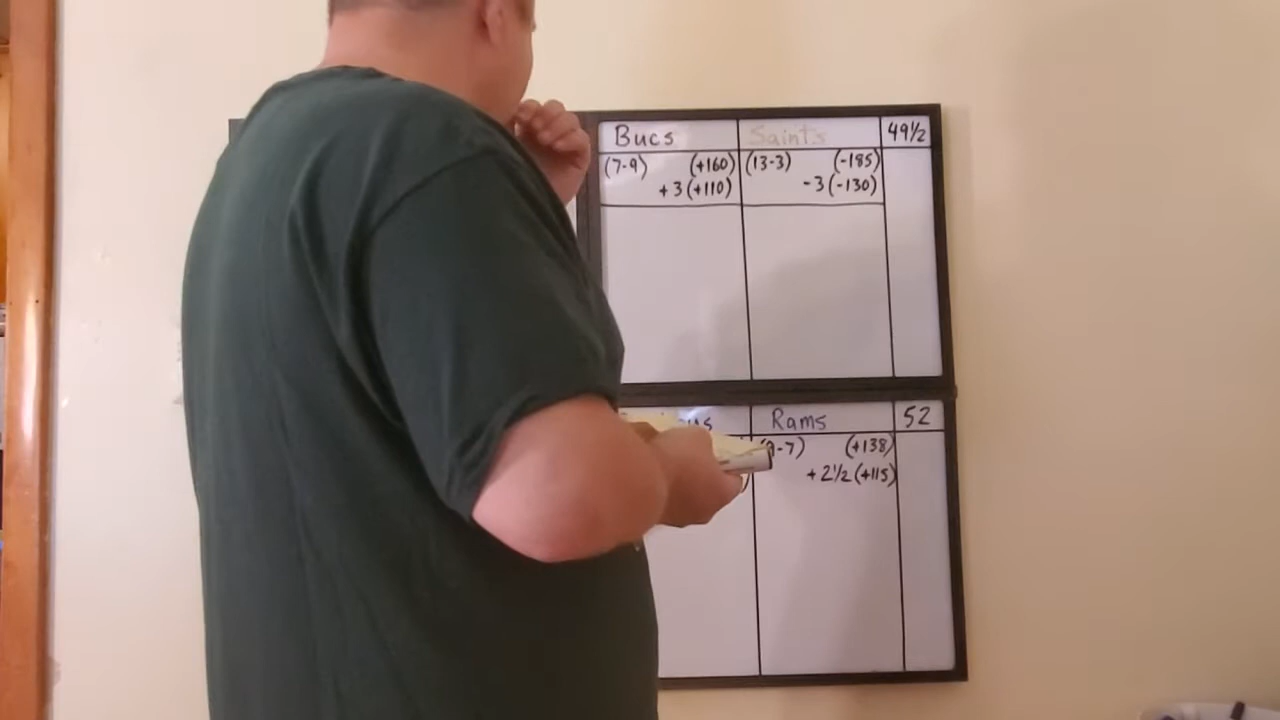 Bucs Saints 49½
(7-9) (+160) (13-3) (-185)
+3(+110) -3(-130)
Rams 52
-7) (+138)
+2½(+115)